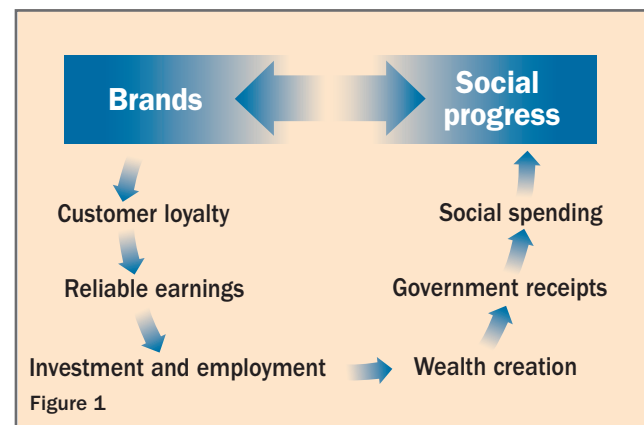 Brands
Social
progress
Customer loyalty
Social spending
Reliable earnings
Government receipts
Investment and employment
Wealth creation
Figure 1